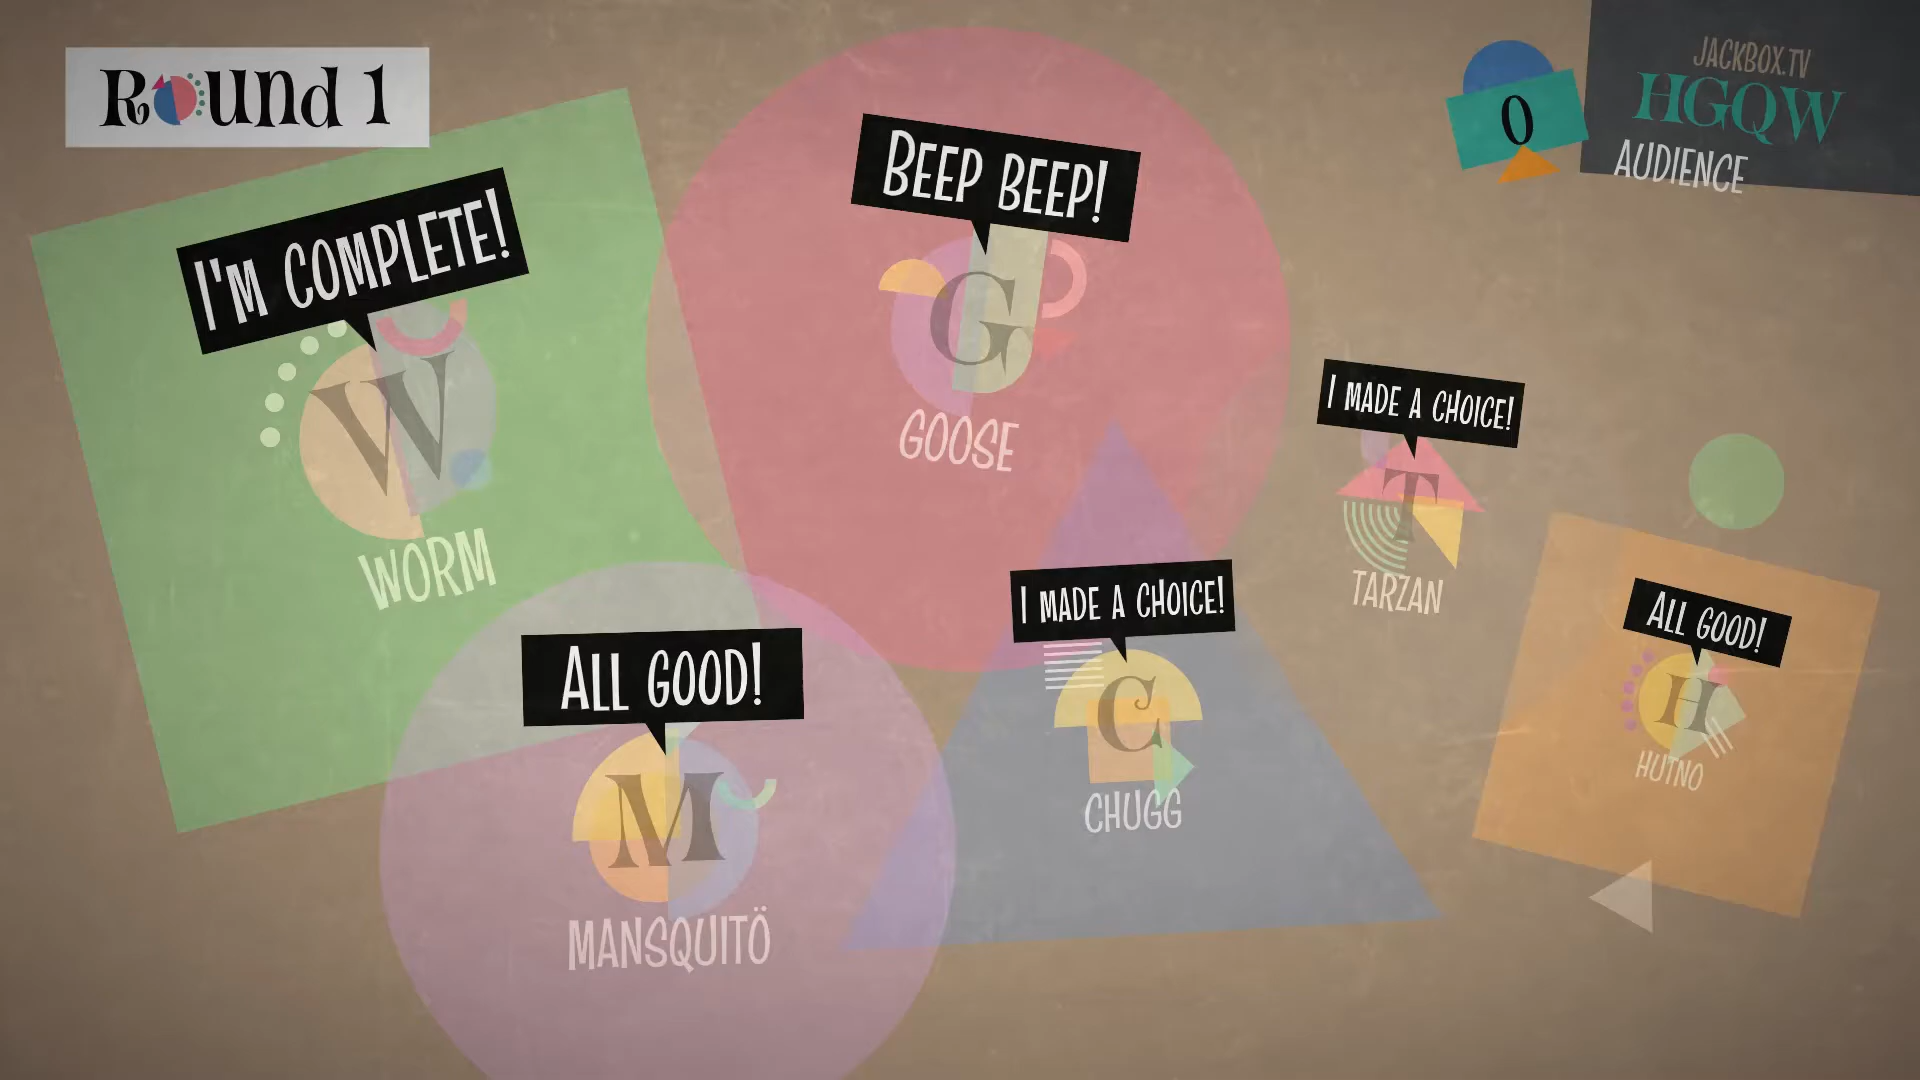 Round 1
JACKBOX.TV
HGQW
0
AUDIENCE
I'M COMPLETE!
W
WORM
BEEP BEEP!
G
GOOSE
I MADE A CHOICE!
T
TARZAN
ALL GOOD!
M
MANSQUITÖ
I MADE A CHOICE!
C
CHUGG
ALL GOOD!
H
HUTNO